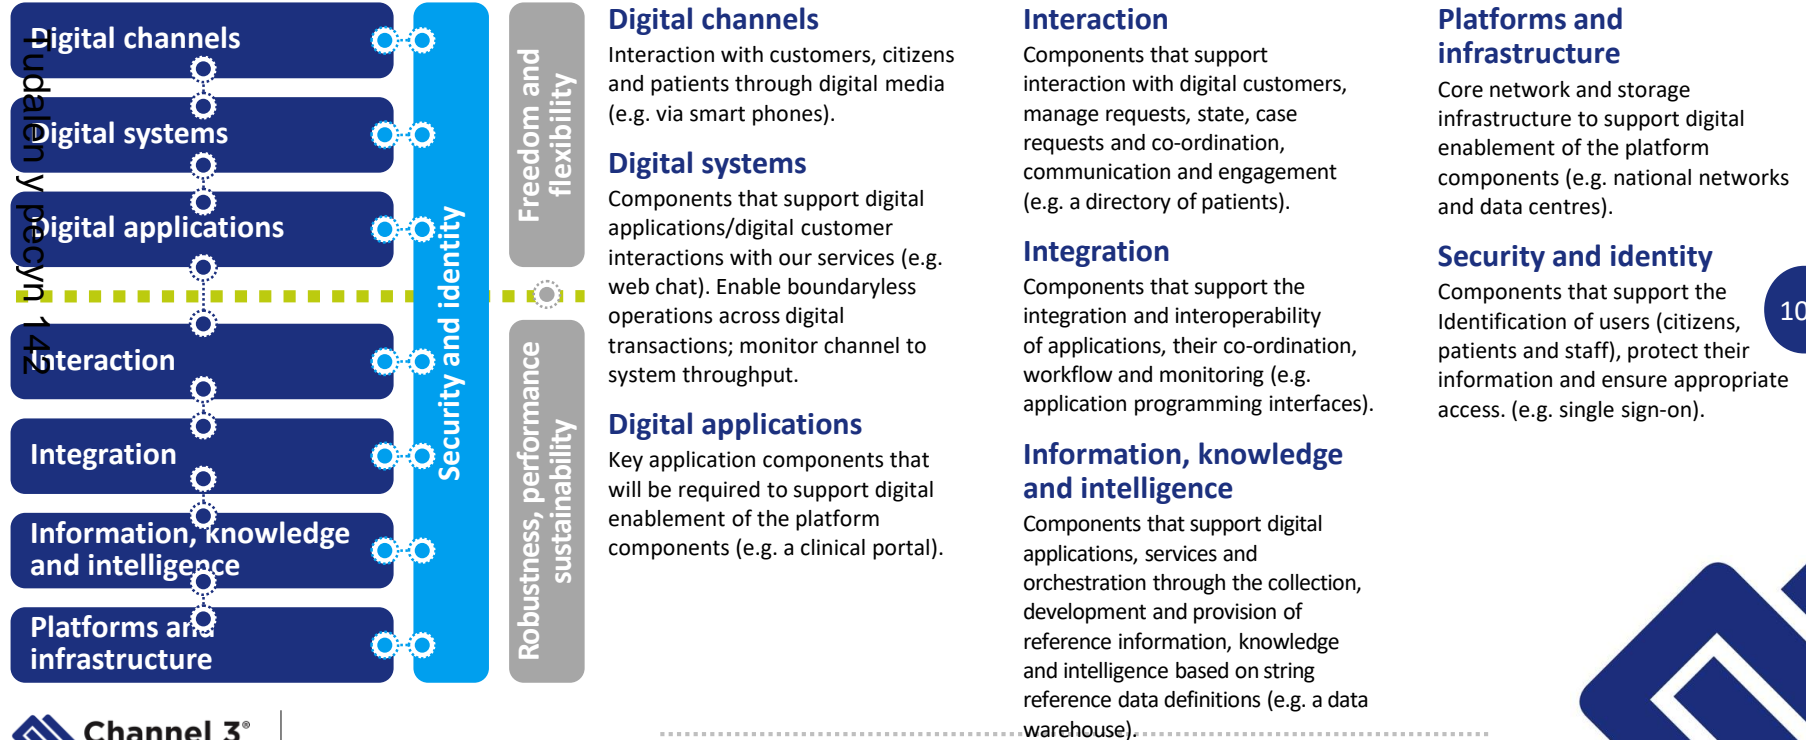 Digital channels
Digital systems
Digital applications
Interaction
Integration
Information, knowledge
and intelligence
Platforms and
infrastructure
Tudalen y pecyn 142
Security and identity
Freedom and
flexibility
Robustness, performance
sustainability
Digital channels
Interaction with customers, citizens
and patients through digital media
(e.g. via smart phones).
Digital systems
Components that support digital
applications/digital customer
interactions with our services (e.g.
web chat). Enable boundaryless
operations across digital
transactions; monitor channel to
system throughput.
Digital applications
Key application components that
will be required to support digital
enablement of the platform
components (e.g. a clinical portal).
Interaction
Components that support
interaction with digital customers,
manage requests, state, case
requests and co-ordination,
communication and engagement
(e.g. a directory of patients).
Integration
Components that support the
integration and interoperability
of applications, their co-ordination,
workflow and monitoring (e.g.
application programming interfaces).
Information, knowledge
and intelligence
Components that support digital
applications, services and
orchestration through the collection,
development and provision of
reference information, knowledge
and intelligence based on string
reference data definitions (e.g. a data
warehouse).
Platforms and
infrastructure
Core network and storage
infrastructure to support digital
enablement of the platform
components (e.g. national networks
and data centres).
Security and identity
Components that support the
Identification of users (citizens,
patients and staff), protect their
information and ensure appropriate
access. (e.g. single sign-on).
10
Channel 3®